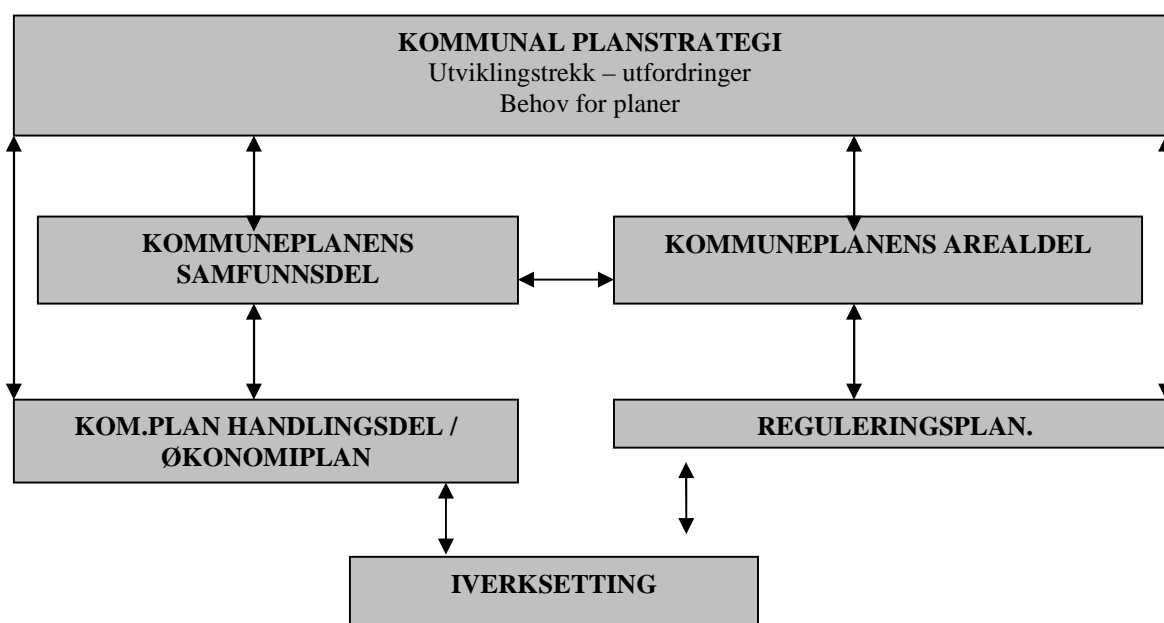 KOMMUNAL PLANSTRATEGI
Utviklingstrekk – utfordringer
Behov for planer
KOMMUNEPLANENS
SAMFUNNSDEL
KOMMUNEPLANENS AREALDEL
KOM.PLAN HANDLINGSDEL /
ØKONOMIPLAN
REGULERINGSPLAN.
IVERKSETTING